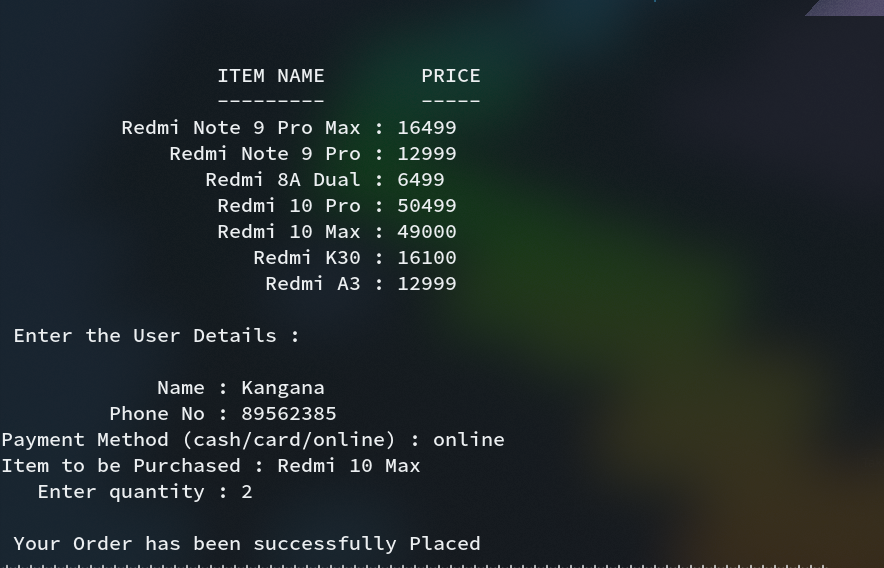 ITEM NAME PRICE
--------- -----
Redmi Note 9 Pro Max : 16499
Redmi Note 9 Pro : 12999
Redmi 8A Dual : 6499
Redmi 10 Pro : 50499
Redmi 10 Max : 49000
Redmi K30 : 16100
Redmi A3 : 12999
Enter the User Details :
Name : Kangana
Phone No : 89562385
Payment Method (cash/card/online) : online
Item to be Purchased : Redmi 10 Max
Enter quantity : 2
Your Order has been successfully Placed